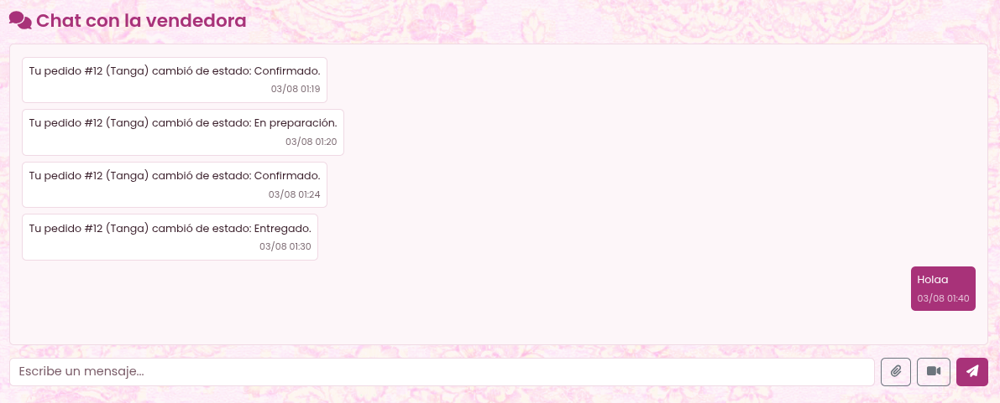 Chat con la vendedora
Tu pedido #12 (Tanga) cambió de estado: Confirmado.
03/08 01:19
Tu pedido #12 (Tanga) cambió de estado: En preparación.
03/08 01:20
Tu pedido #12 (Tanga) cambió de estado: Confirmado.
03/08 01:24
Tu pedido #12 (Tanga) cambió de estado: Entregado.
03/08 01:30
Holaa
03/08 01:40
Escribe un mensaje...